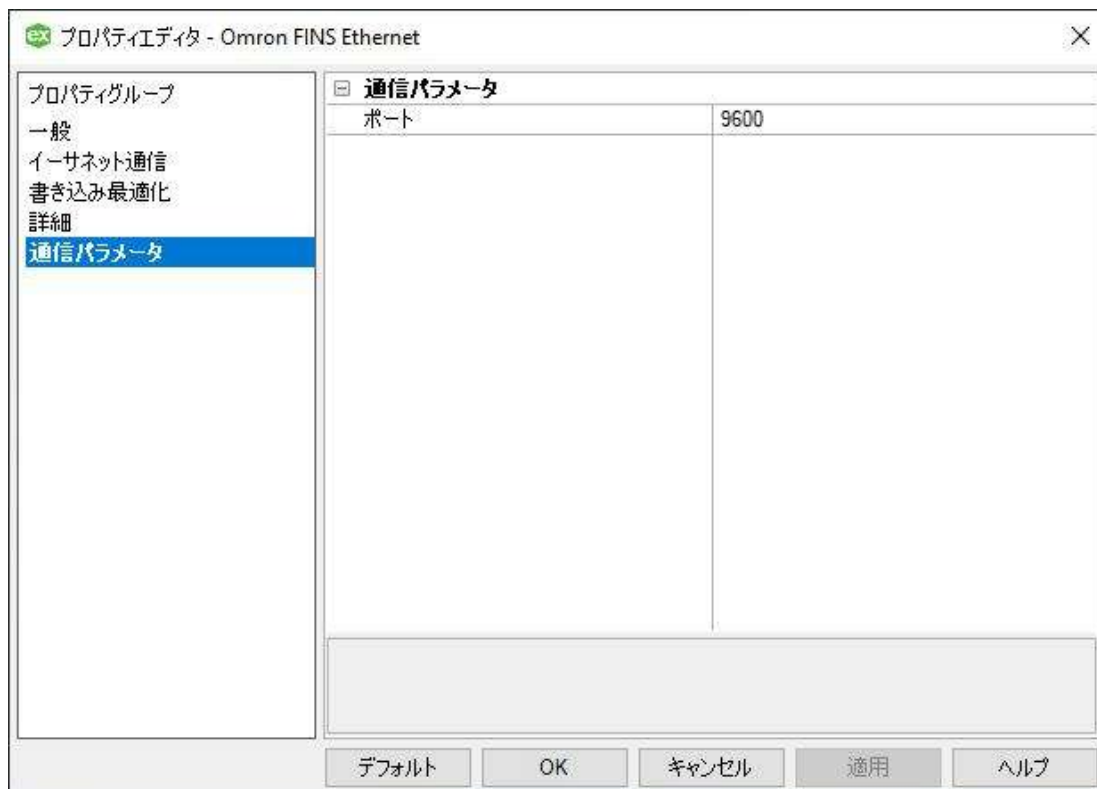 ex プロパティエディタ - Omron FINS Ethernet
プロパティグループ
一般
イーサネット通信
書き込み最適化
詳細
通信パラメータ
通信パラメータ
ポート 9600
デフォルト OK キャンセル 適用 ヘルプ